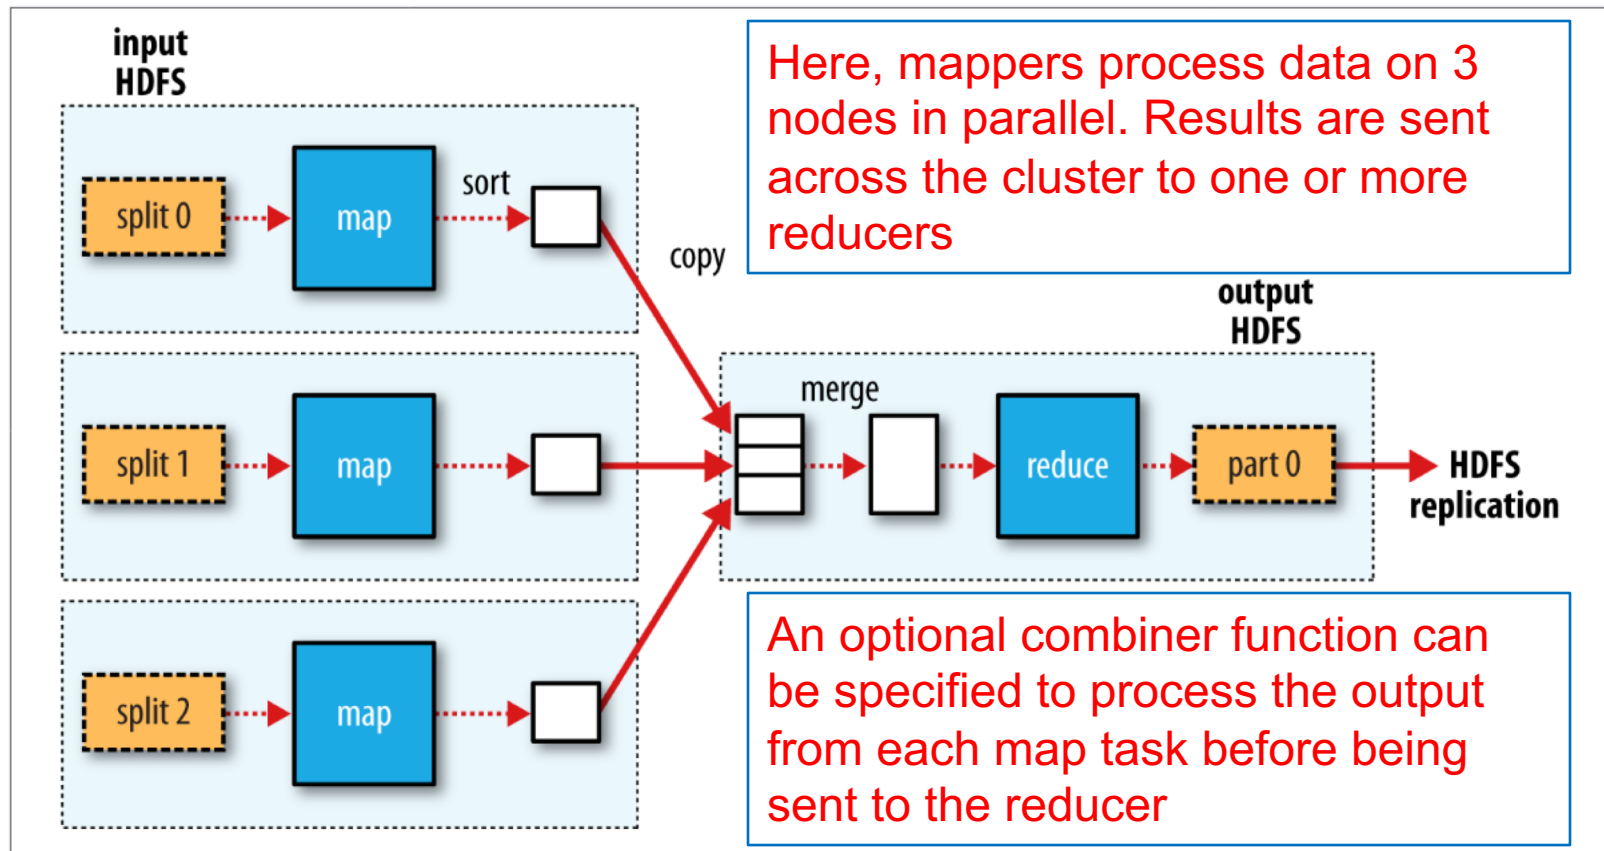 input
HDFS
Here, mappers process data on 3
nodes in parallel. Results are sent
across the cluster to one or more
reducers
split 0
map
sort
copy
output
HDFS
split 1
map
merge
reduce
part 0
HDFS
replication
split 2
map
An optional combiner function can
be specified to process the output
from each map task before being
sent to the reducer